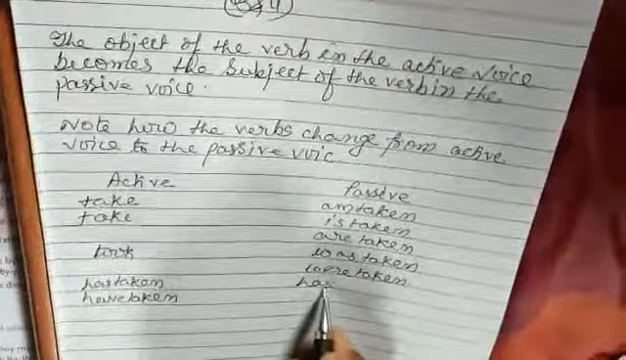 The object of the verb in the active voice
becomes the subject of the verb in the
passive voice.
Note how the verbs change from active
voice to the passive voic
Active Passive
take am taken
take is taken
are taken
took was taken
were taken
has taken has
have taken